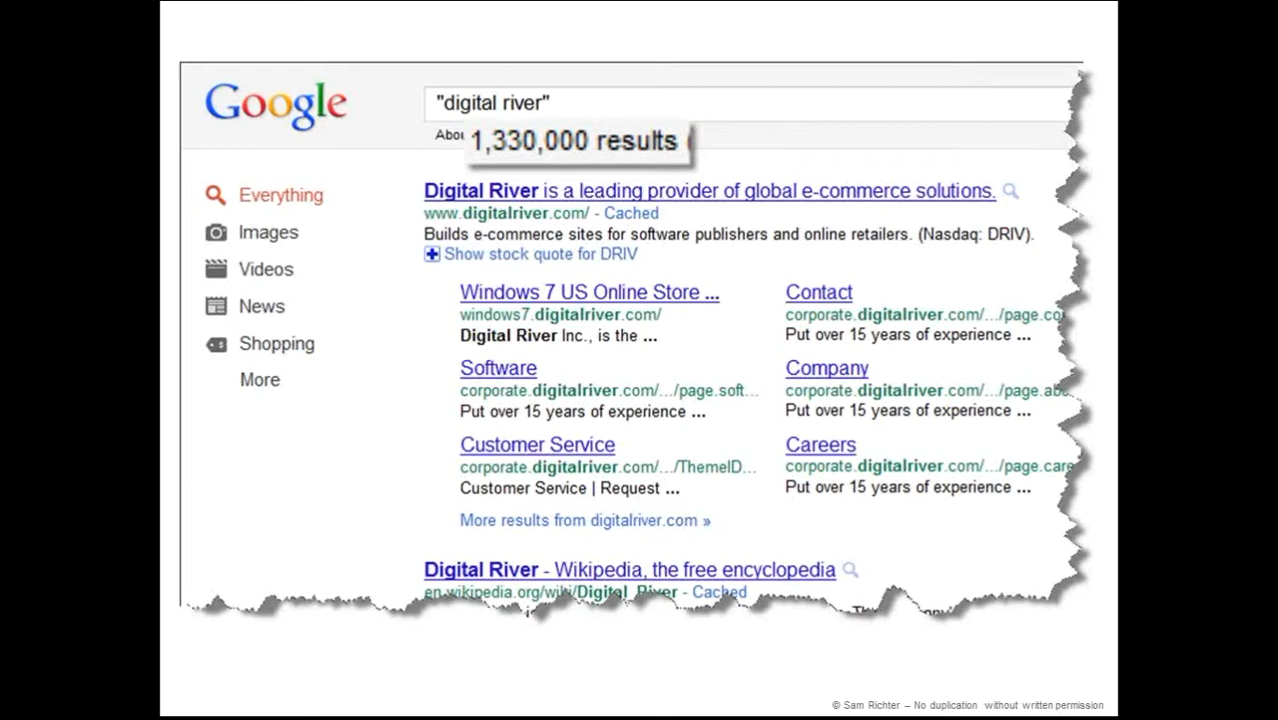 Google
"digital river"
1,330,000 results
Everything
Images
Videos
News
Shopping
More
Digital River is a leading provider of global e-commerce solutions.
www.digitalriver.com/ - Cached
Builds e-commerce sites for software publishers and online retailers. (Nasdaq: DRIV).
Show stock quote for DRIV
Windows 7 US Online Store ...
windows7.digitalriver.com/
Digital River Inc., is the ...
Contact
corporate.digitalriver.com/.../page.co
Put over 15 years of experience ...
Software
corporate.digitalriver.com/.../page.soft...
Put over 15 years of experience ...
Company
corporate.digitalriver.com/.../page.abo
Put over 15 years of experience ...
Customer Service
corporate.digitalriver.com/.../ThemeID...
Customer Service | Request ...
Careers
corporate.digitalriver.com/.../page.care
Put over 15 years of experience ...
More results from digitalriver.com »
Digital River - Wikipedia, the free encyclopedia
en.wikipedia.org/wiki/Digital_River - Cached
© Sam Richter – No duplication without written permission